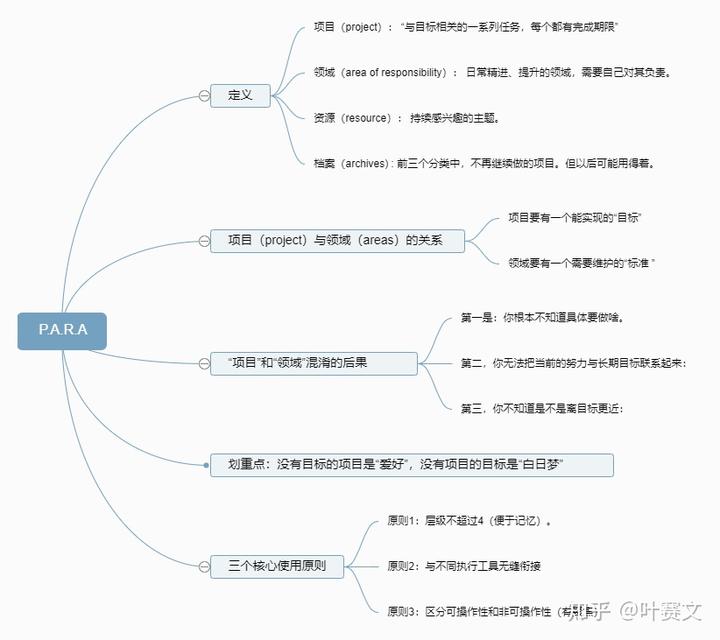 项目（project）：“与目标相关的一系列任务，每个都有完成期限”
领域（area of responsibility）： 日常精进、提升的领域，需要自己对其负责。
定义
资源（resource）： 持续感兴趣的主题。
档案（archives）: 前三个分类中，不再继续做的项目。但以后可能用得着。
项目要有一个能实现的“目标”
项目（project）与领域（areas）的关系
领域要有一个需要维护的“标准 ”
P.A.R.A
第一是：你根本不知道具体要做啥。
“项目”和“领域”混淆的后果
第二，你无法把当前的努力与长期目标联系起来：
第三，你不知道是不是离目标更近：
划重点：没有目标的项目是“爱好”，没有项目的目标是“白日梦”
原则1：层级不超过4（便于记忆）。
三个核心使用原则
原则2：与不同执行工具无缝衔接
原则3：区分可操作性和非可操作性（有
知乎 @叶赛文